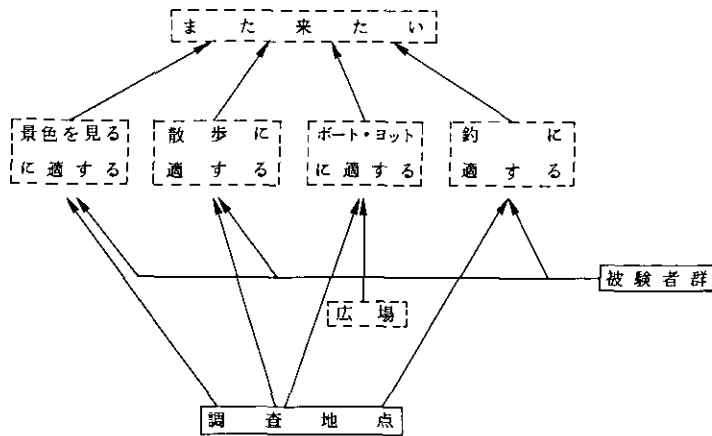 また来たい
景色を見る
に適する
散歩に
適する
ボート・ヨット
に適する
釣に
適する
被験者群
広場
調査地点